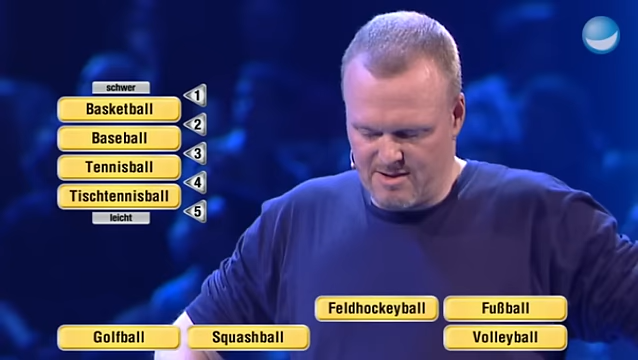 schwer
1
Basketball
2
Baseball
3
Tennisball
4
Tischtennisball
5
leicht
Feldhockeyball
Fußball
Golfball
Squashball
Volleyball